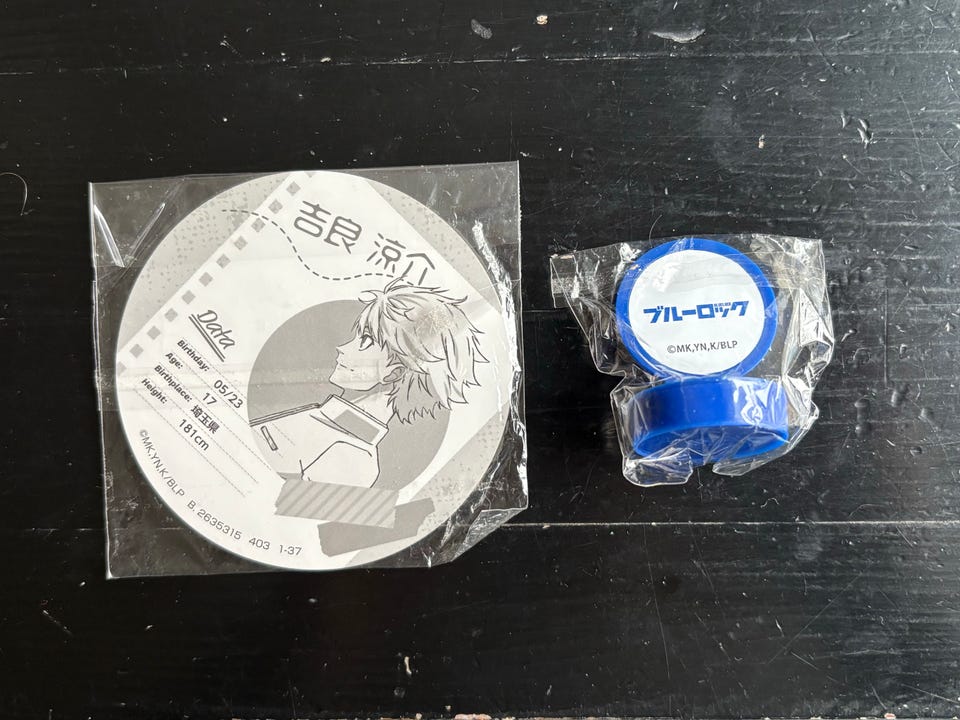 吉良 涼介
Data
Birthday: 05/23
Age: 17
Birthplace: 埼玉県
Height: 181cm
©MK,YN,K/BLP B. 2635315 403 1-37
ブルーロック
©MK,YN,K/BLP